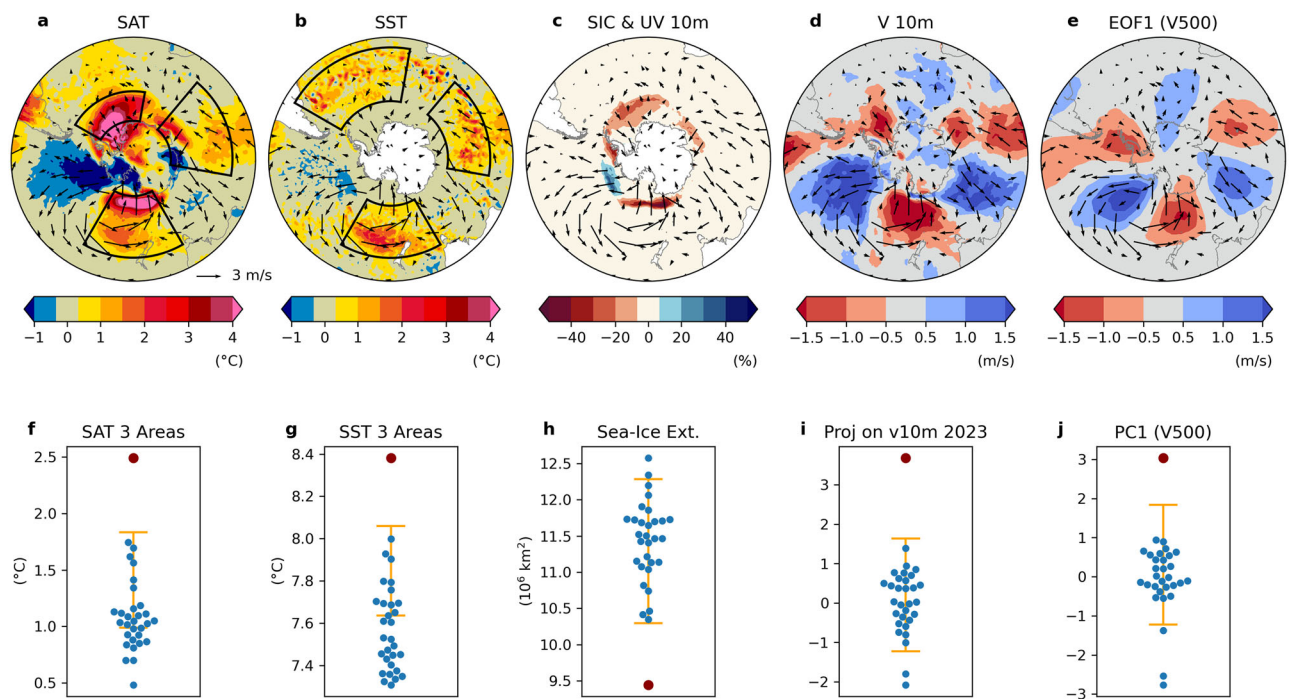 a SAT
b SST
c SIC & UV 10m
d V 10m
e EOF1 (V500)
3 m/s
−1 0 1 2 3 4
(°C)
−1 0 1 2 3 4
(°C)
−40 −20 0 20 40
(%)
−1.5 −1.0 −0.5 0.5 1.0 1.5
(m/s)
−1.5 −1.0 −0.5 0.5 1.0 1.5
(m/s)
f SAT 3 Areas
(°C)
2.5
2.0
1.5
1.0
0.5
g SST 3 Areas
(°C)
8.4
8.2
8.0
7.8
7.6
7.4
h Sea-Ice Ext.
(10⁶ km²)
12.5
12.0
11.5
11.0
10.5
10.0
9.5
i Proj on v10m 2023
3
2
1
0
−1
−2
j PC1 (V500)
3
2
1
0
−1
−2
−3